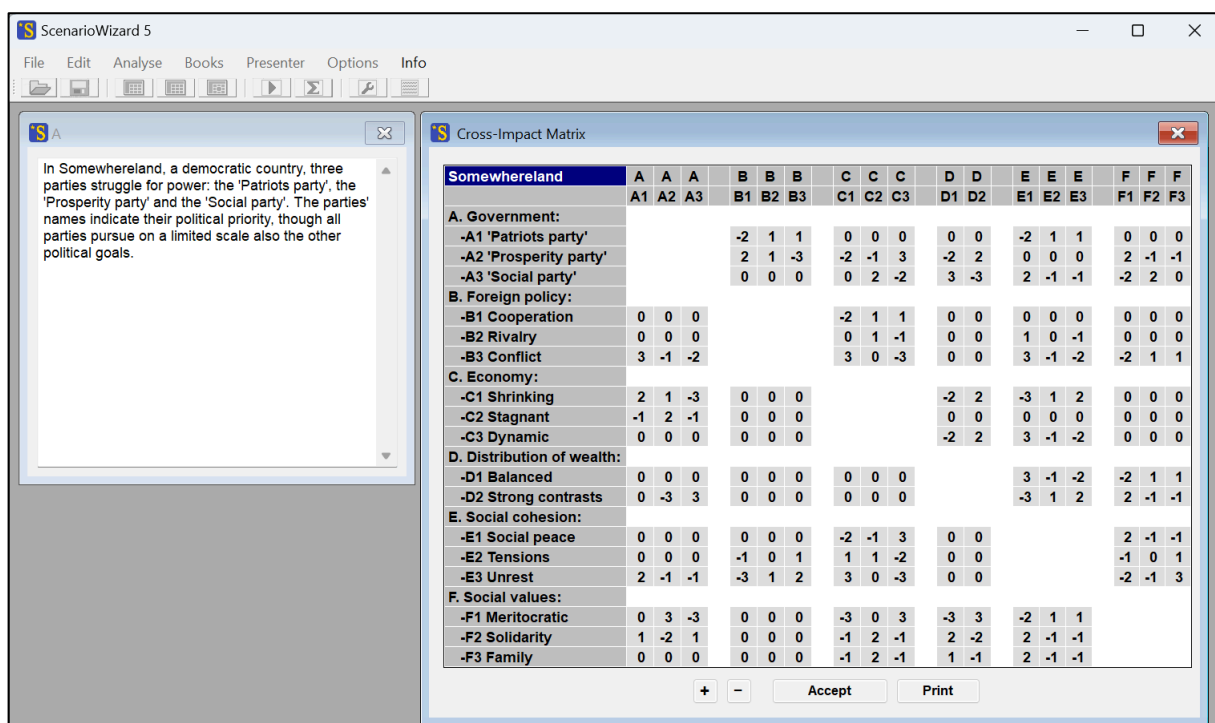 ScenarioWizard 5
File Edit Analyse Books Presenter Options Info
A
In Somewhereland, a democratic country, three
parties struggle for power: the 'Patriots party', the
'Prosperity party' and the 'Social party'. The parties'
names indicate their political priority, though all
parties pursue on a limited scale also the other
political goals.
Cross-Impact Matrix
Somewhereland A A A B B B C C C D D E E E F F F
A1 A2 A3 B1 B2 B3 C1 C2 C3 D1 D2 E1 E2 E3 F1 F2 F3
A. Government:
-A1 'Patriots party' -2 1 1 0 0 0 0 0 -2 1 1 0 0 0
-A2 'Prosperity party' 2 1 -3 -2 -1 3 -2 2 0 0 0 2 -1 -1
-A3 'Social party' 0 0 0 0 2 -2 3 -3 2 -1 -1 -2 2 0
B. Foreign policy:
-B1 Cooperation 0 0 0 -2 1 1 0 0 0 0 0 0 0 0
-B2 Rivalry 0 0 0 0 1 -1 0 0 1 0 -1 0 0 0
-B3 Conflict 3 -1 -2 3 0 -3 0 0 3 -1 -2 -2 1 1
C. Economy:
-C1 Shrinking 2 1 -3 0 0 0 -2 2 -3 1 2 0 0 0
-C2 Stagnant -1 2 -1 0 0 0 0 0 0 0 0 0 0 0
-C3 Dynamic 0 0 0 0 0 0 -2 2 3 -1 -2 0 0 0
D. Distribution of wealth:
-D1 Balanced 0 0 0 0 0 0 0 0 0 3 -1 -2 -2 1 1
-D2 Strong contrasts 0 -3 3 0 0 0 0 0 0 -3 1 2 2 -1 -1
E. Social cohesion:
-E1 Social peace 0 0 0 0 0 0 -2 -1 3 0 0 2 -1 -1
-E2 Tensions 0 0 0 -1 0 1 1 1 -2 0 0 -1 0 1
-E3 Unrest 2 -1 -1 -3 1 2 3 0 -3 0 0 -2 -1 3
F. Social values:
-F1 Meritocratic 0 3 -3 0 0 0 -3 0 3 -3 3 -2 1 1
-F2 Solidarity 1 -2 1 0 0 0 -1 2 -1 2 -2 2 -1 -1
-F3 Family 0 0 0 0 0 0 -1 2 -1 1 -1 2 -1 -1
+ − Accept Print